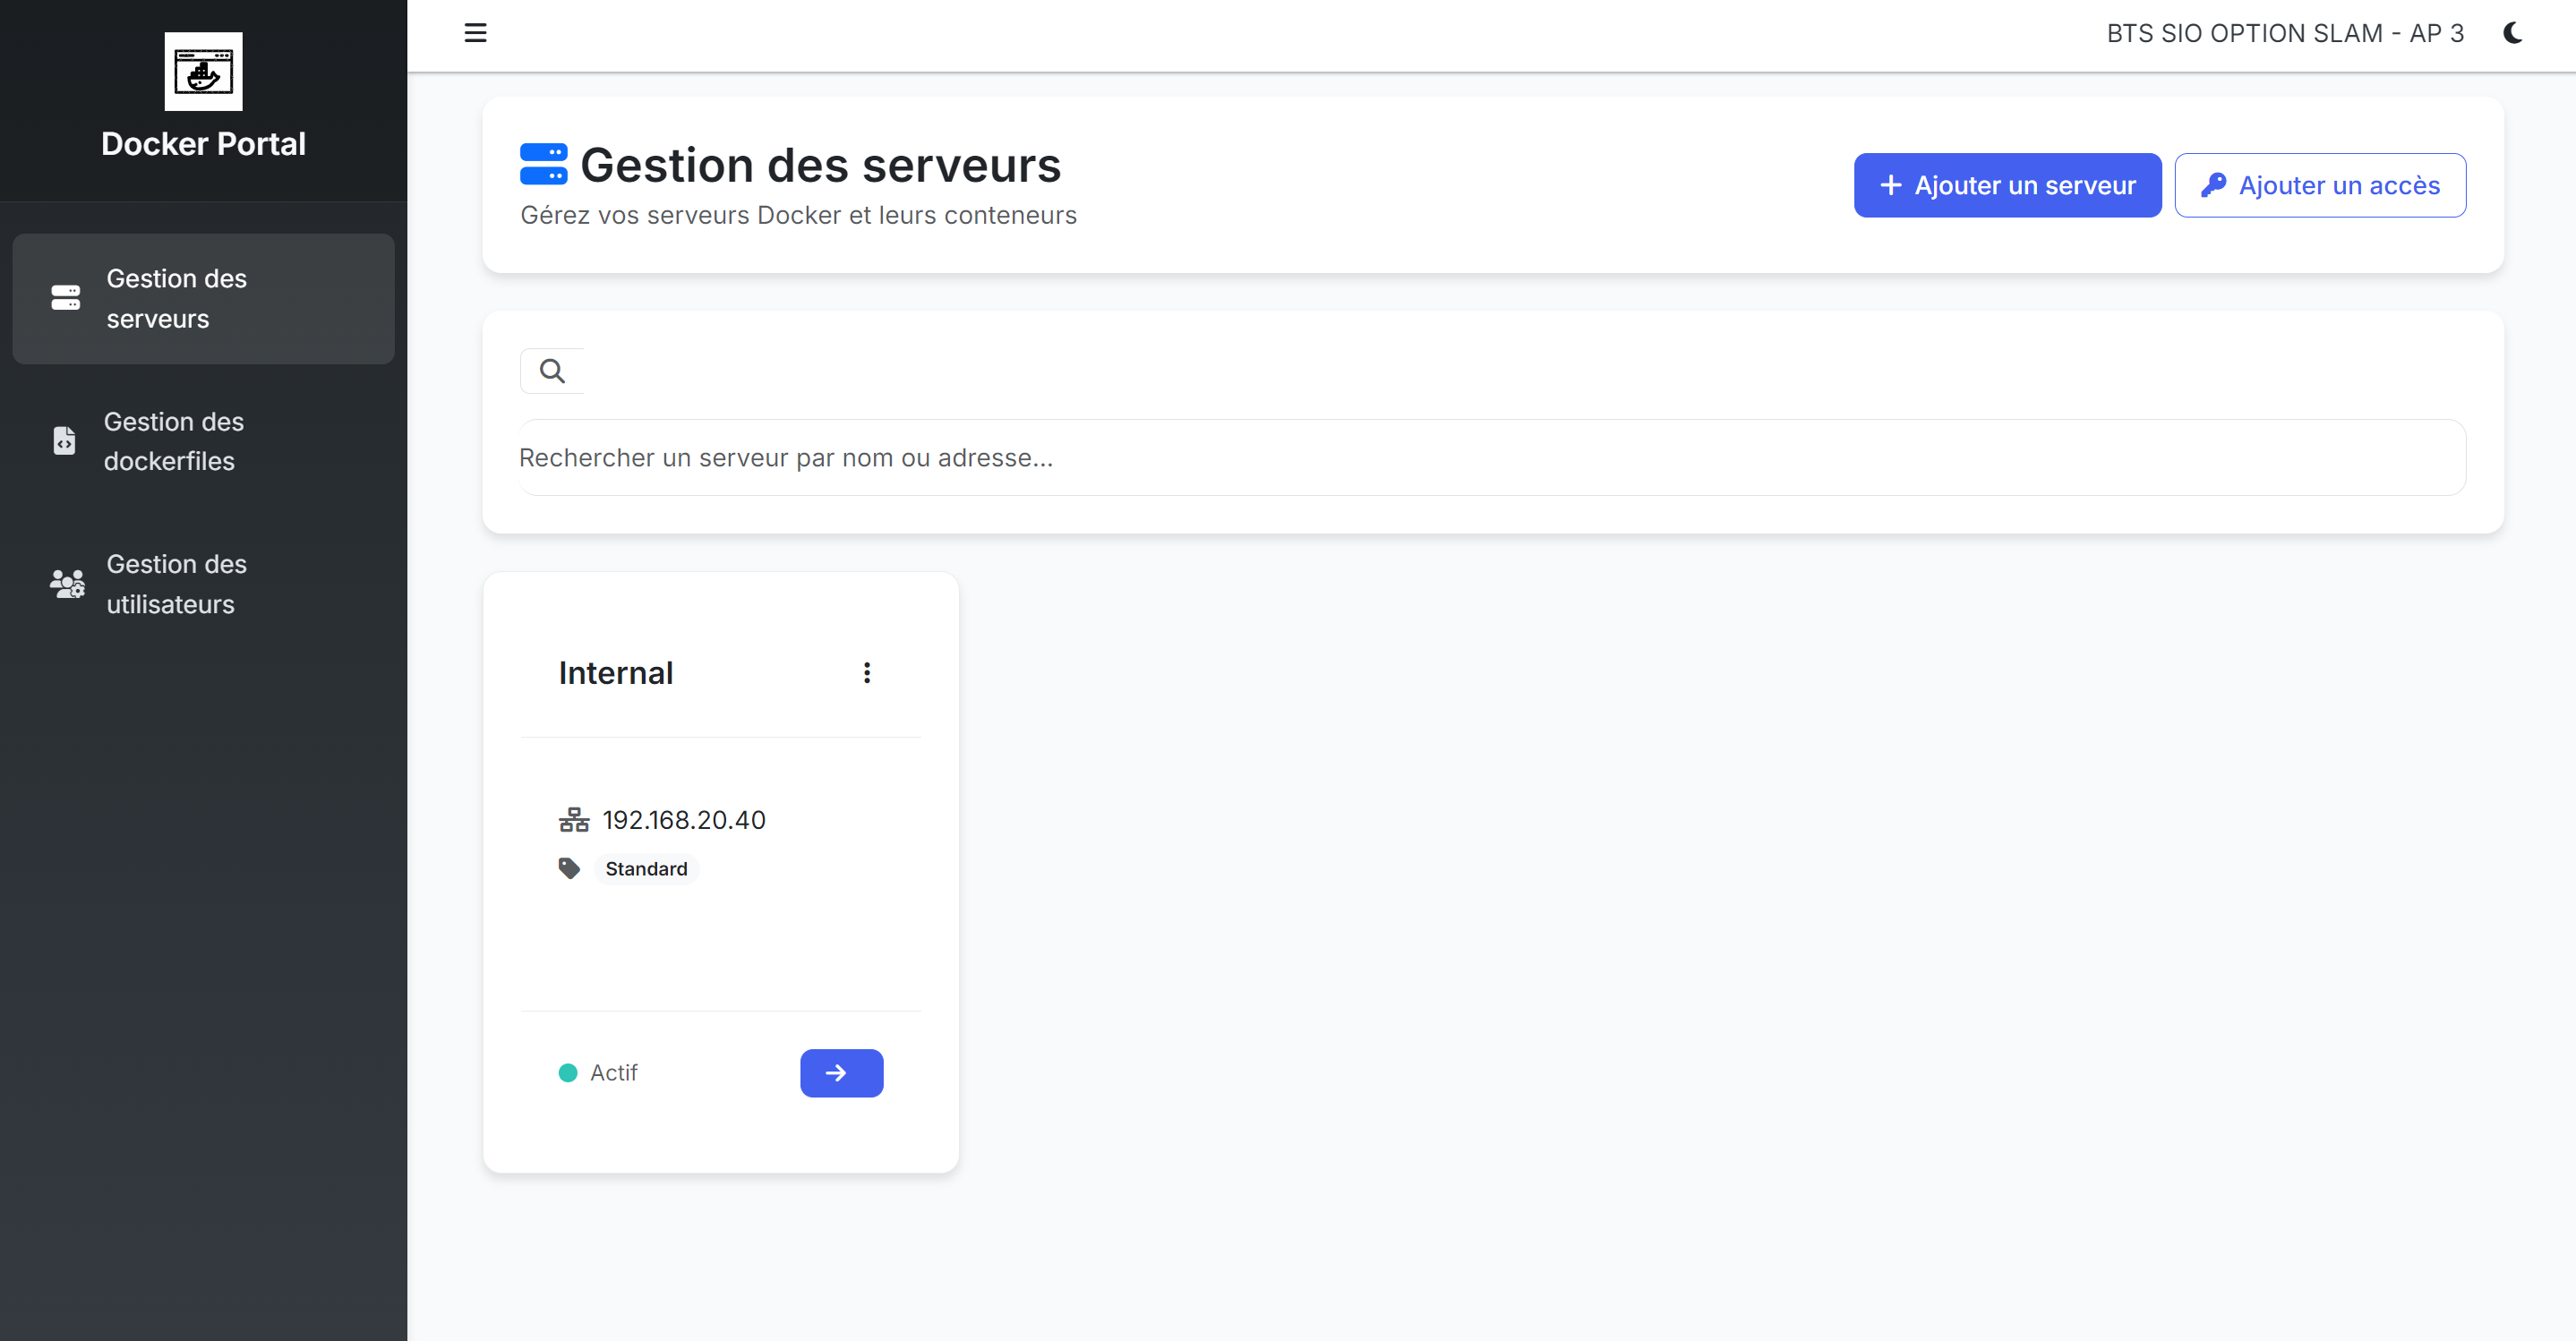 Docker Portal
Gestion des
serveurs
Gestion des
dockerfiles
Gestion des
utilisateurs
BTS SIO OPTION SLAM - AP 3
Gestion des serveurs
Gérez vos serveurs Docker et leurs conteneurs
Ajouter un serveur
Ajouter un accès
Rechercher un serveur par nom ou adresse...
Internal
192.168.20.40
Standard
Actif